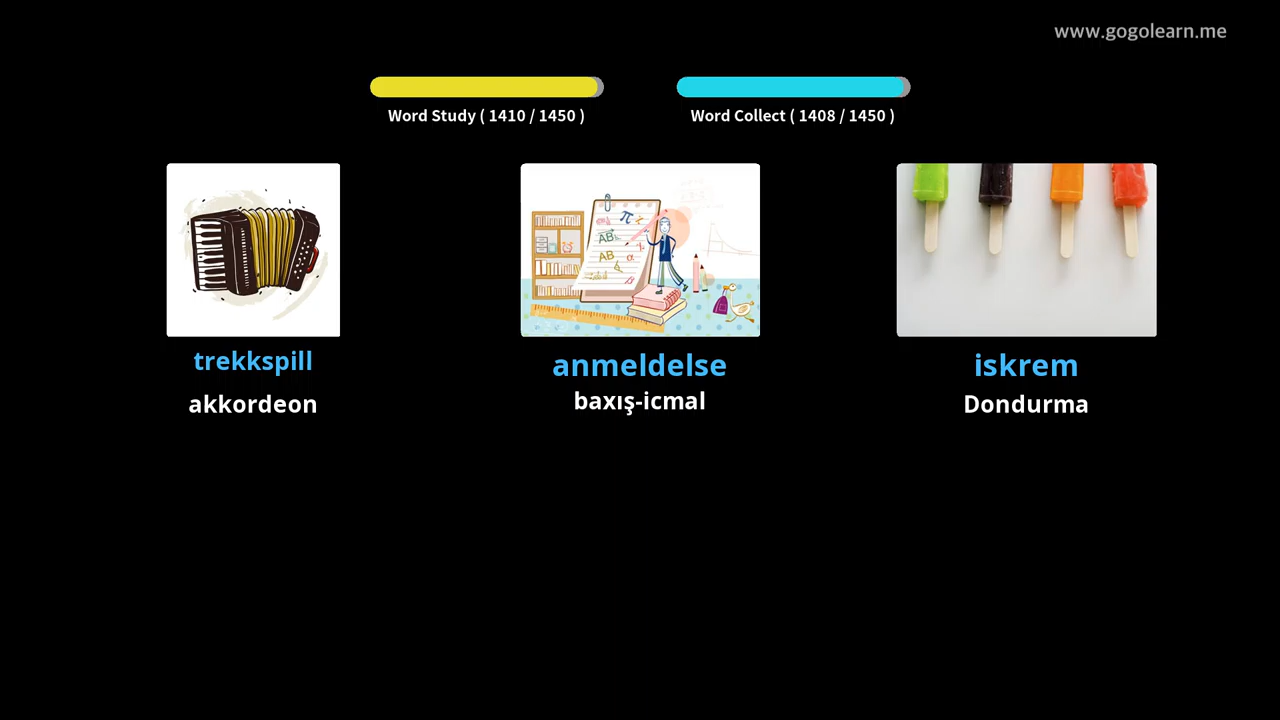 www.gogolearn.me
Word Study ( 1410 / 1450 )
Word Collect ( 1408 / 1450 )
trekkspill
anmeldelse
iskrem
akkordeon
baxış-icmal
Dondurma